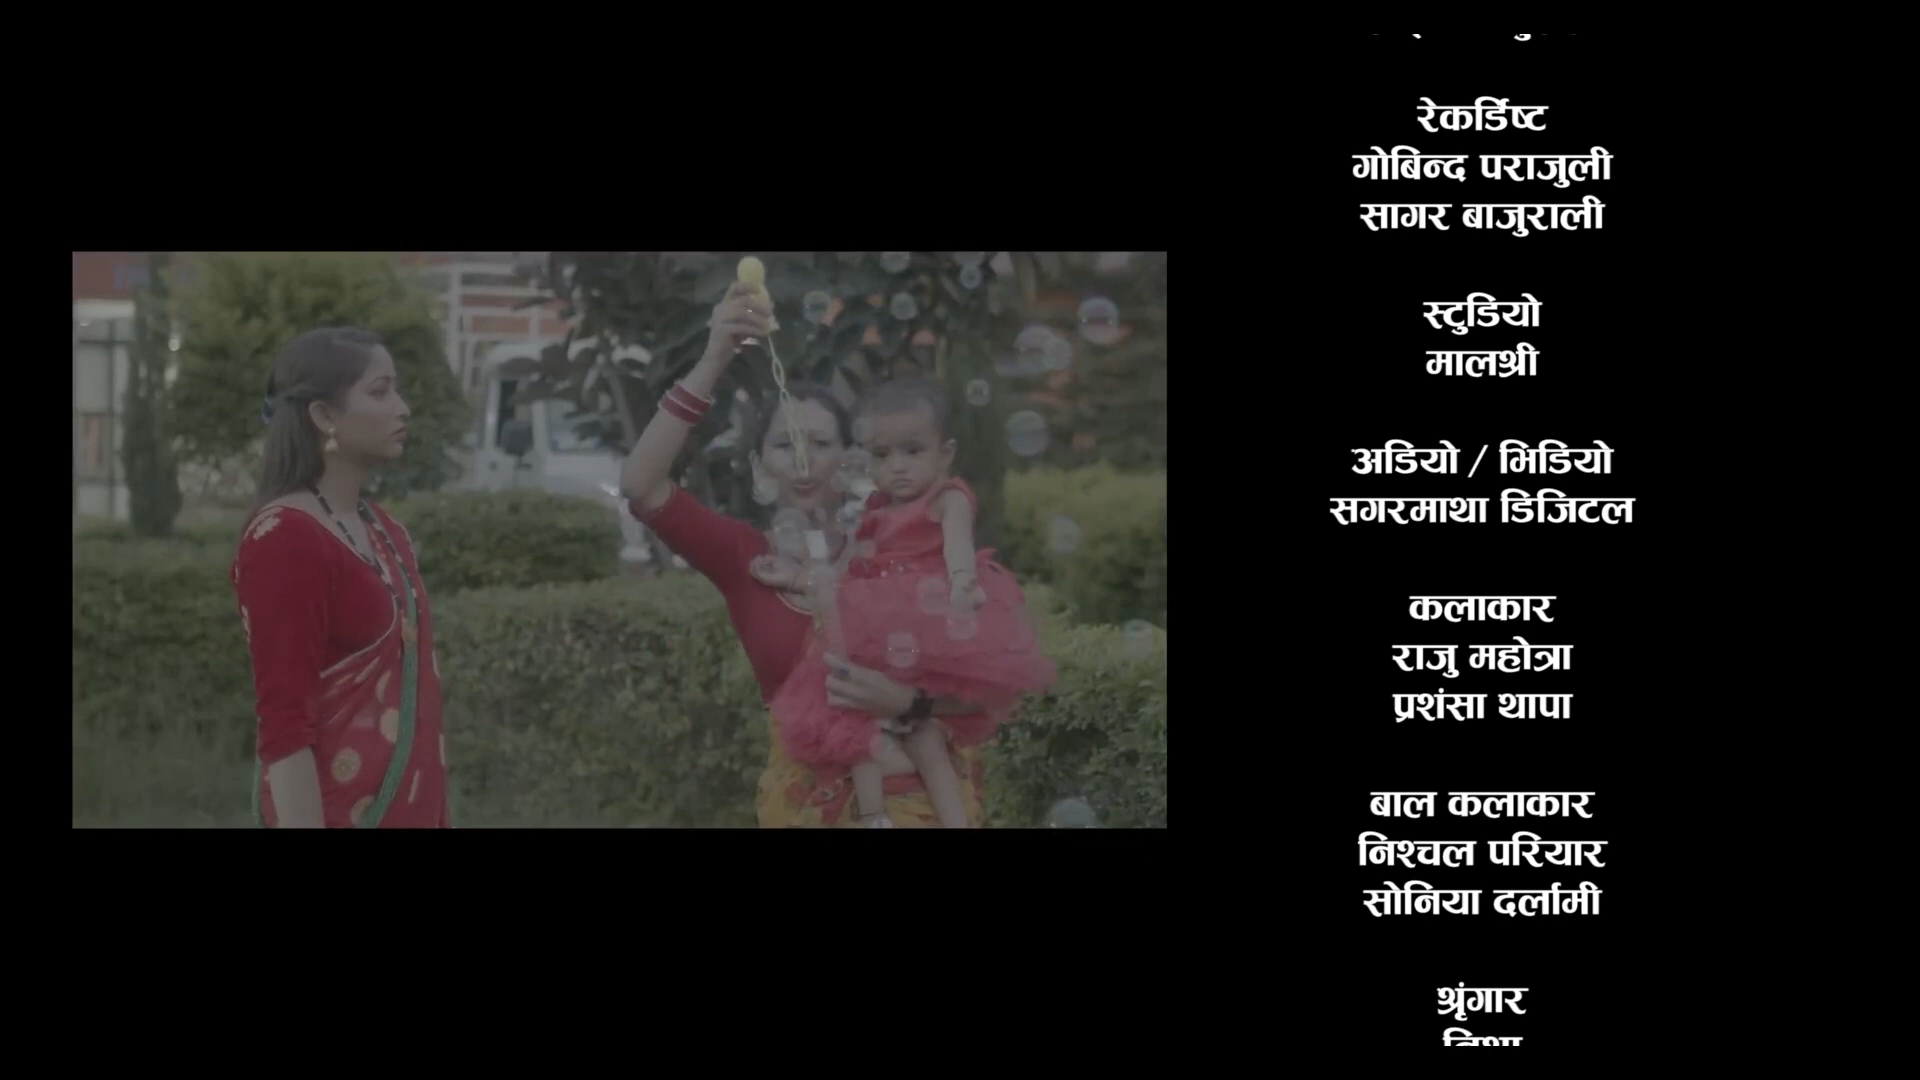 रेकर्डिष्ट
गोबिन्द पराजुली
सागर बाजुराली
स्टुडियो
मालश्री
अडियो / भिडियो
सगरमाथा डिजिटल
कलाकार
राजु महोत्रा
प्रशंसा थापा
बाल कलाकार
निश्चल परियार
सोनिया दर्लामी
श्रृंगार